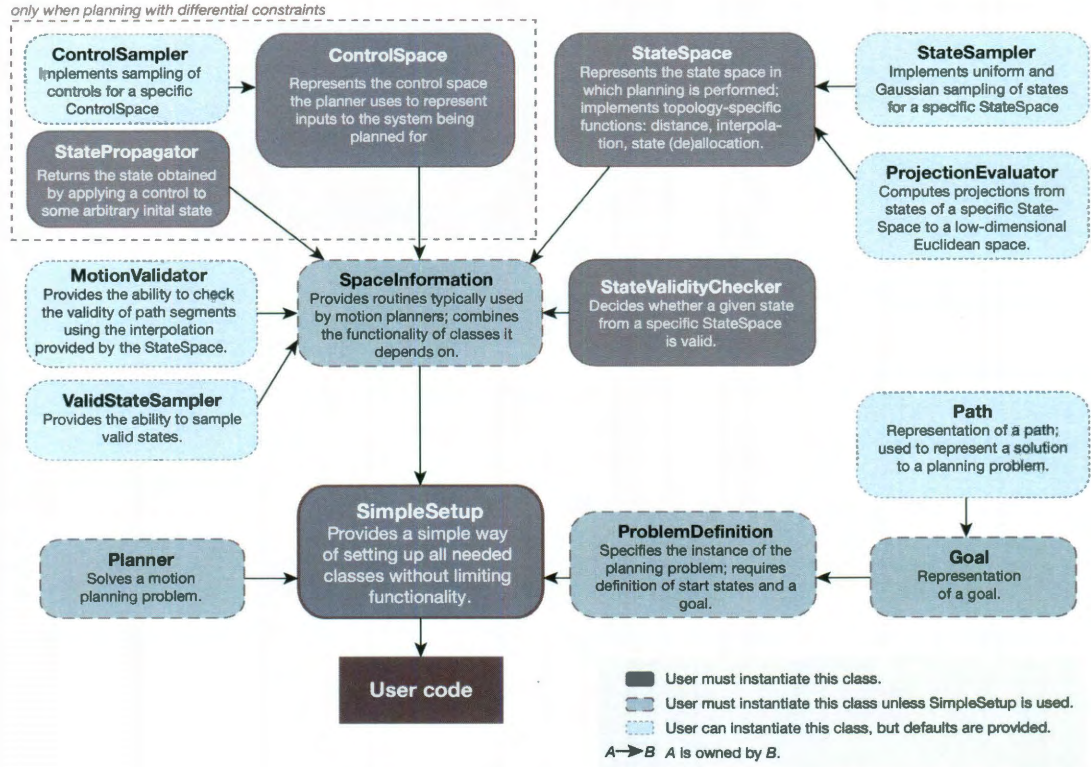 only when planning with differential constraints
ControlSampler
Implements sampling of
controls for a specific
ControlSpace
ControlSpace
Represents the control space
the planner uses to represent
inputs to the system being
planned for
StatePropagator
Returns the state obtained
by applying a control to
some arbitrary inital state
StateSpace
Represents the state space in
which planning is performed;
implements topology-specific
functions: distance, interpola-
tion, state (de)allocation.
StateSampler
Implements uniform and
Gaussian sampling of states
for a specific StateSpace
ProjectionEvaluator
Computes projections from
states of a specific State-
Space to a low-dimensional
Euclidean space.
MotionValidator
Provides the ability to check
the validity of path segments
using the interpolation
provided by the StateSpace.
SpaceInformation
Provides routines typically used
by motion planners; combines
the functionality of classes it
depends on.
StateValidityChecker
Decides whether a given state
from a specific StateSpace
is valid.
ValidStateSampler
Provides the ability to sample
valid states.
Path
Representation of a path;
used to represent a solution
to a planning problem.
SimpleSetup
Provides a simple way
of setting up all needed
classes without limiting
functionality.
Planner
Solves a motion
planning problem.
ProblemDefinition
Specifies the instance of the
planning problem; requires
definition of start states and a
goal.
Goal
Representation
of a goal.
User code
User must instantiate this class.
User must instantiate this class unless SimpleSetup is used.
User can instantiate this class, but defaults are provided.
A→B A is owned by B.